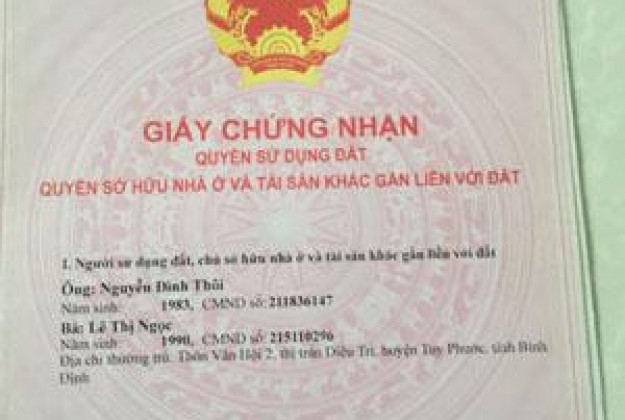 GIẤY CHỨNG NHẬN
QUYỀN SỬ DỤNG ĐẤT
QUYỀN SỞ HỮU NHÀ Ở VÀ TÀI SẢN KHÁC GẮN LIỀN VỚI ĐẤT
1. Người sử dụng đất, chủ sở hữu nhà ở và tài sản khác gắn liền với đất
Ông: Nguyễn Đình Thôi
Năm sinh: 1983, CMND số: 211836147
Bà: Lê Thị Ngọc
Năm sinh: 1990, CMND số: 215110296
Địa chỉ thường trú: Thôn Vân Hội 2, thị trấn Diêu Trì, huyện Tuy Phước, tỉnh Bình
Định